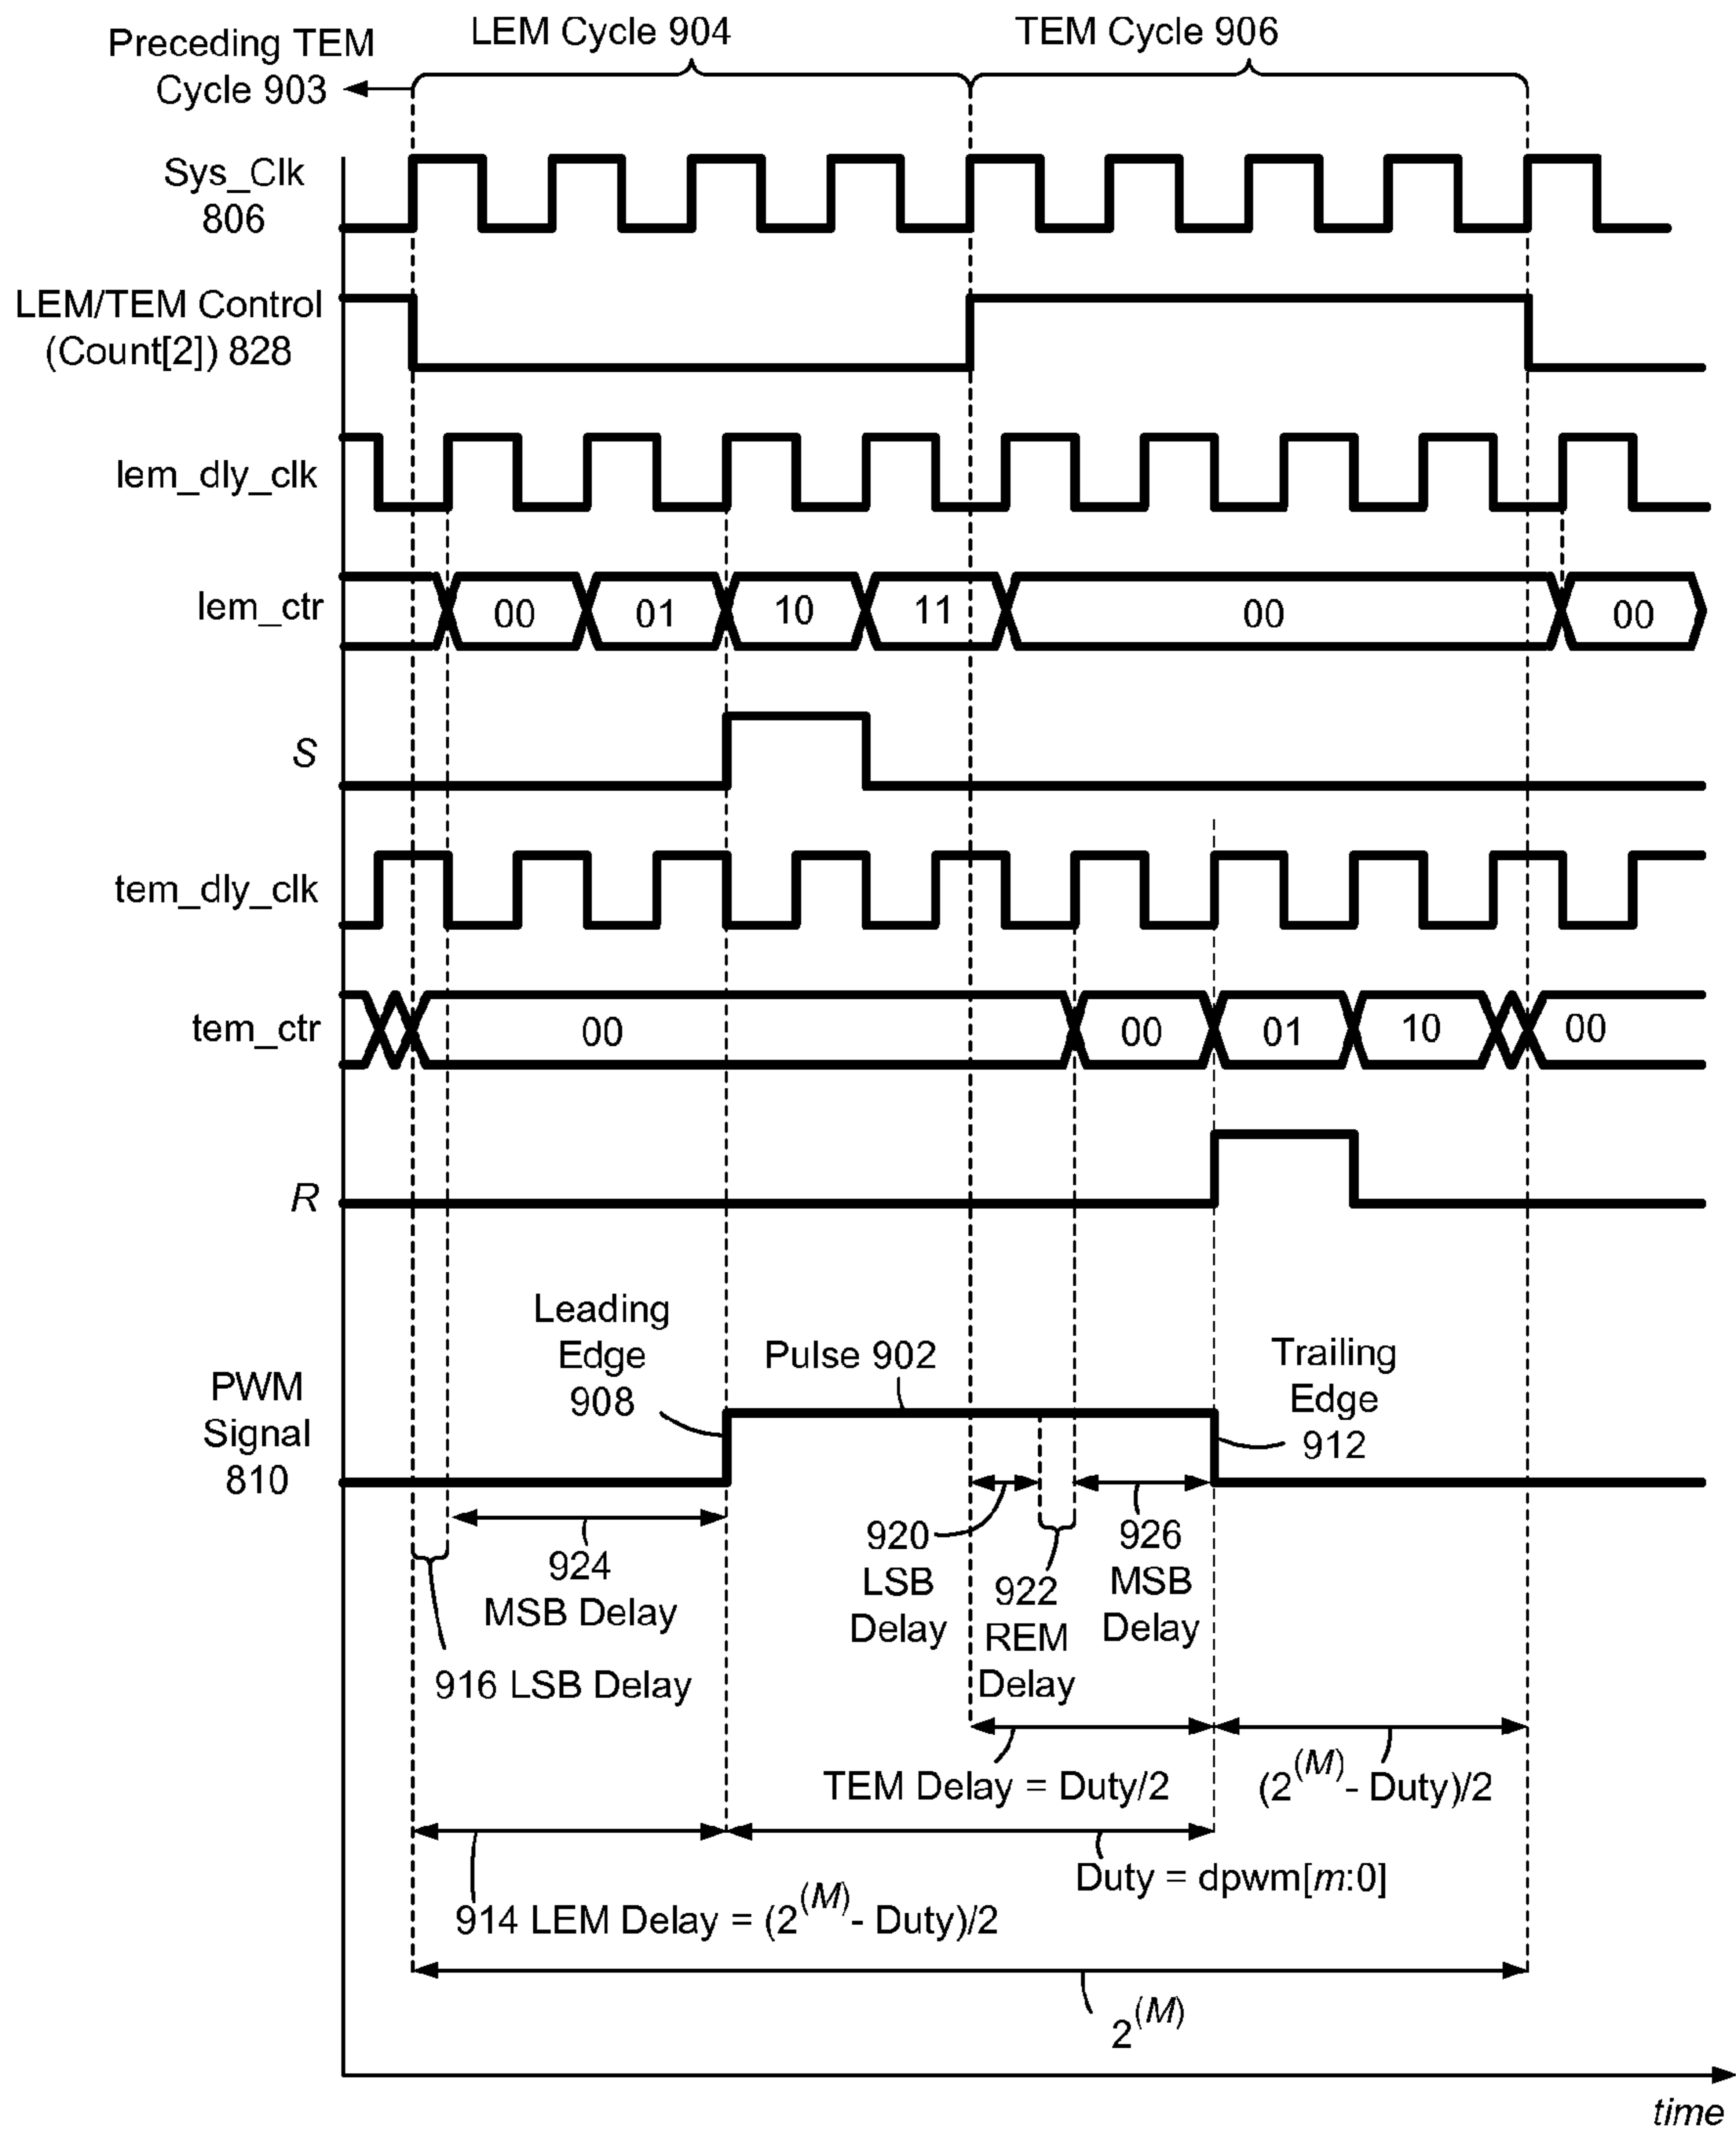 Preceding TEM
Cycle 903
LEM Cycle 904
TEM Cycle 906
Sys_Clk
806
LEM/TEM Control
(Count[2]) 828
lem_dly_clk
lem_ctr
00
01
10
11
00
00
S
tem_dly_clk
tem_ctr
00
00
01
10
00
R
Leading
Edge
908
Pulse 902
Trailing
Edge
912
PWM
Signal
810
924
MSB Delay
916 LSB Delay
920
LSB
Delay
922
REM
Delay
926
MSB
Delay
TEM Delay = Duty/2
(2^(M) - Duty)/2
Duty = dpwm[m:0]
914 LEM Delay = (2^(M) - Duty)/2
2^(M)
time